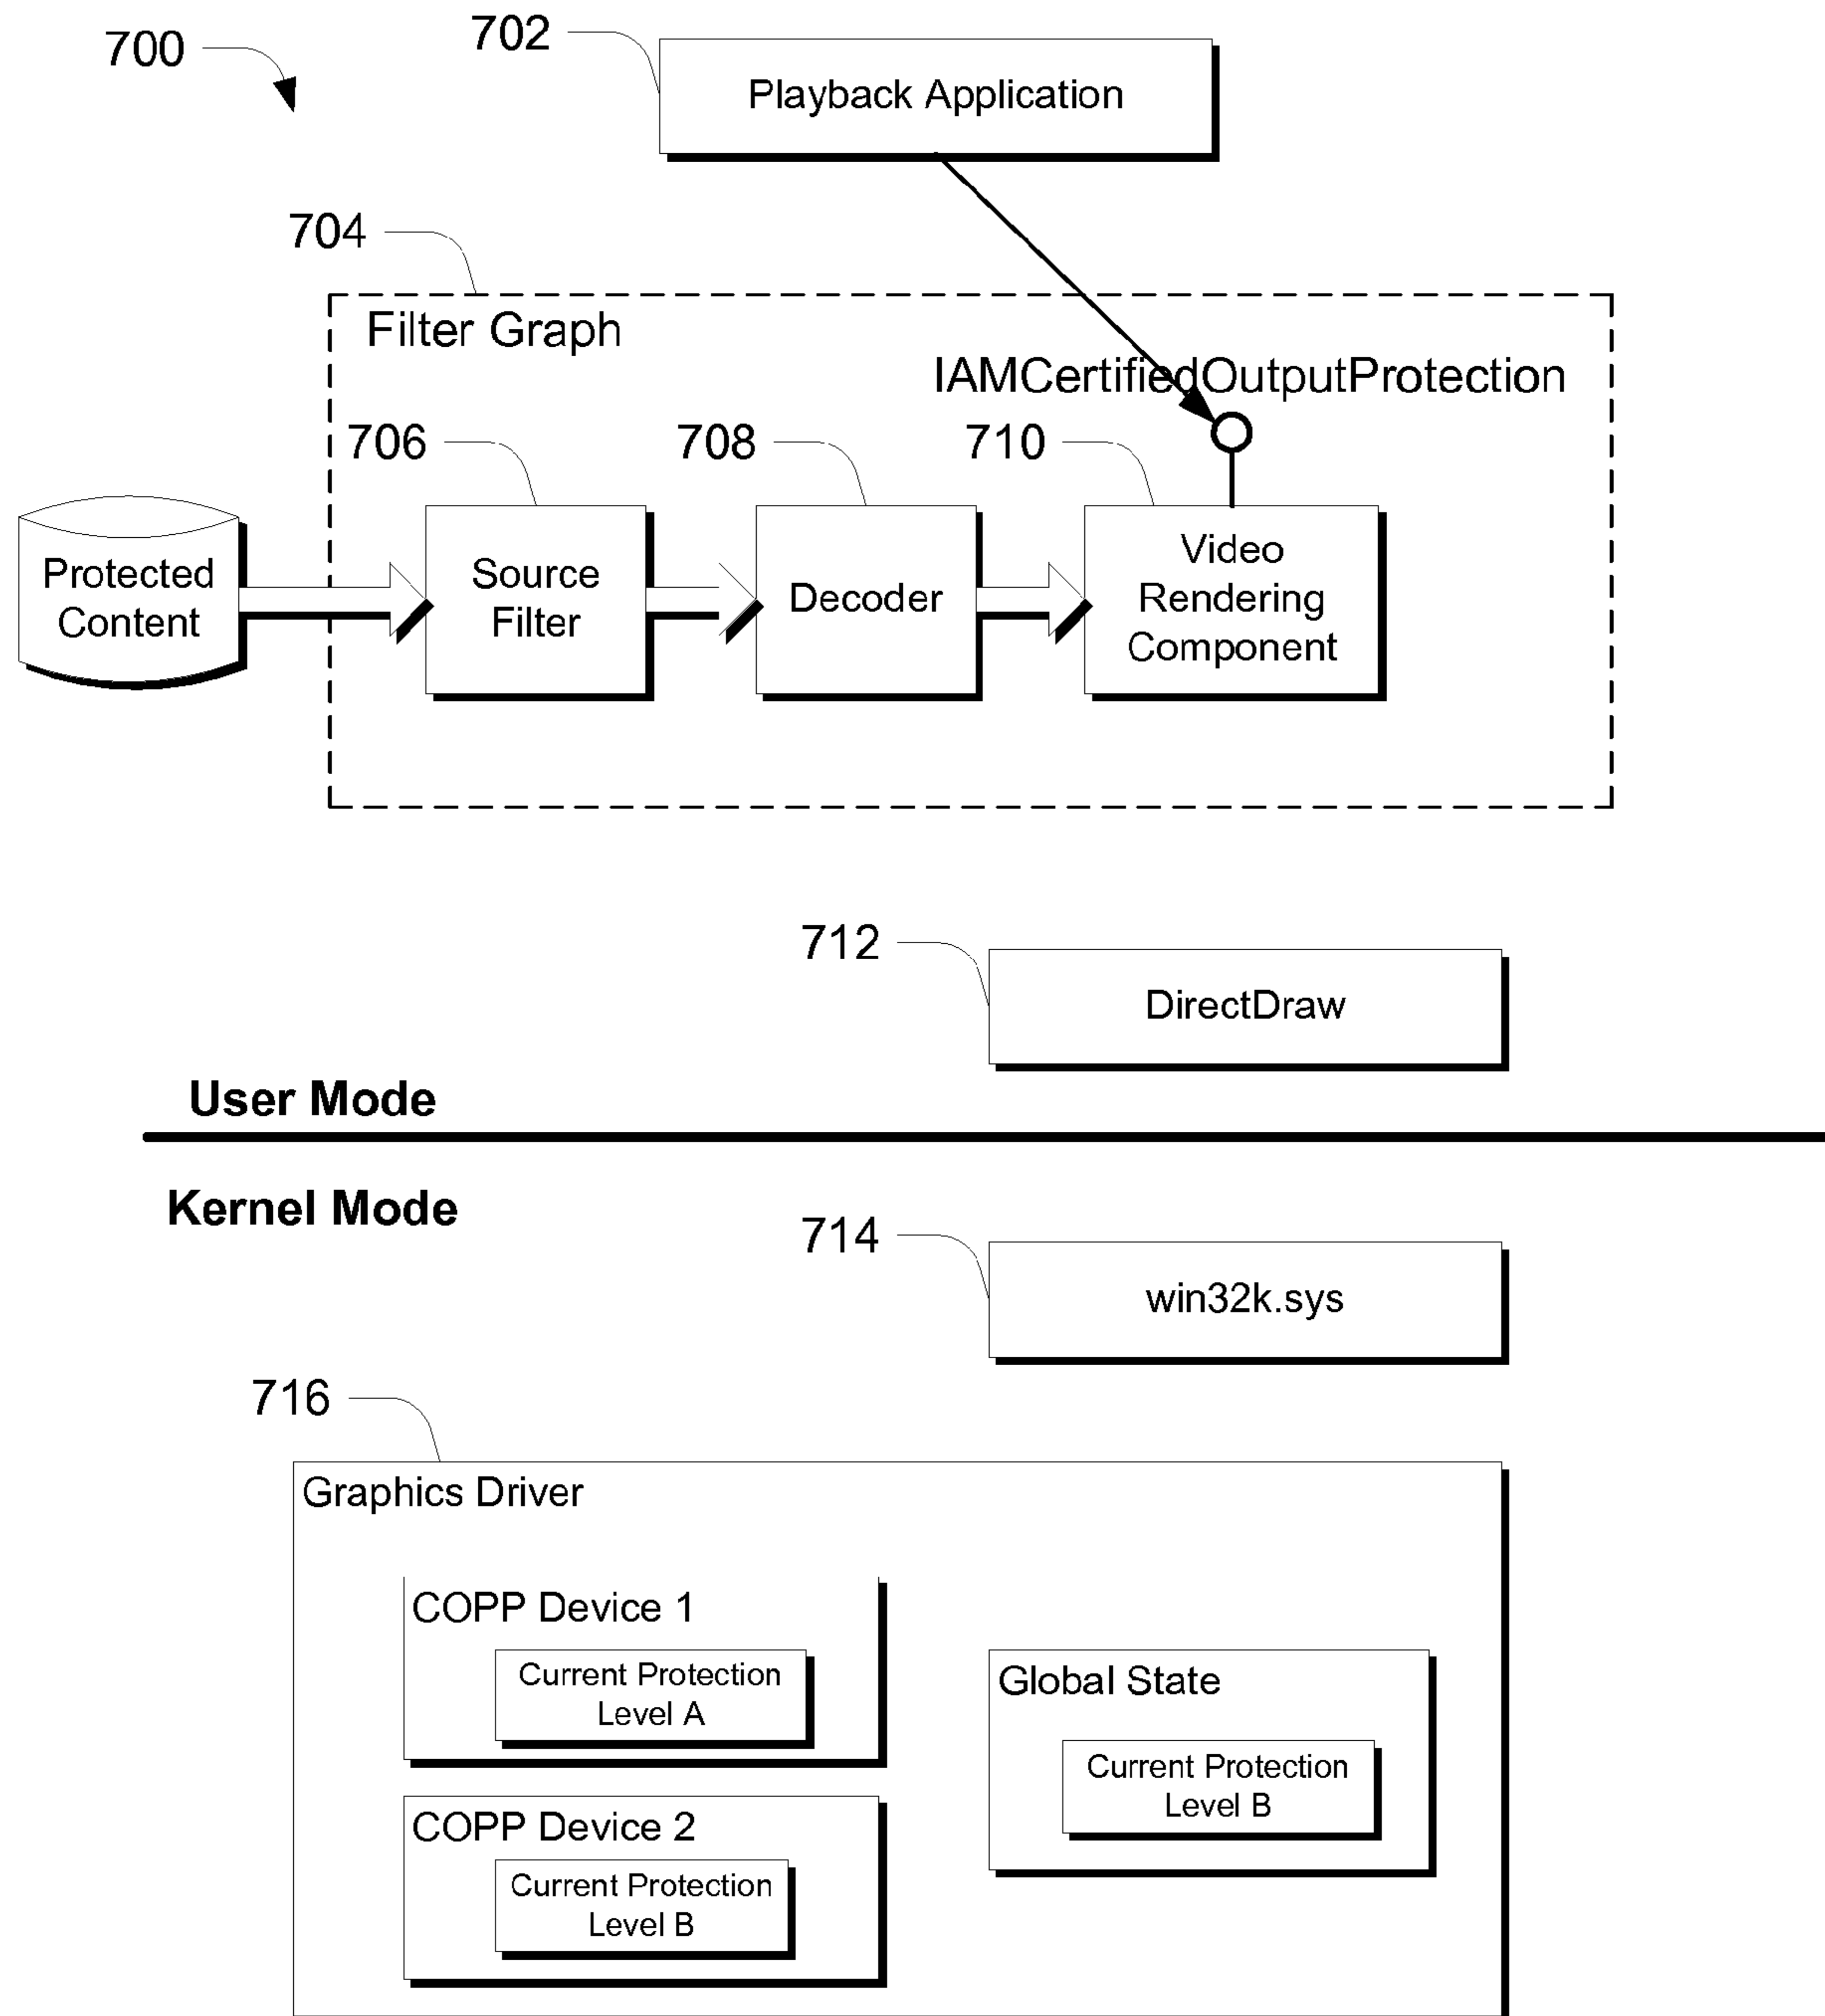 700
702
Playback Application
704
Filter Graph
IAMCertifiedOutputProtection
706
708
710
Protected
Content
Source
Filter
Decoder
Video
Rendering
Component
712
DirectDraw
User Mode
Kernel Mode
714
win32k.sys
716
Graphics Driver
COPP Device 1
Current Protection
Level A
Global State
Current Protection
Level B
COPP Device 2
Current Protection
Level B